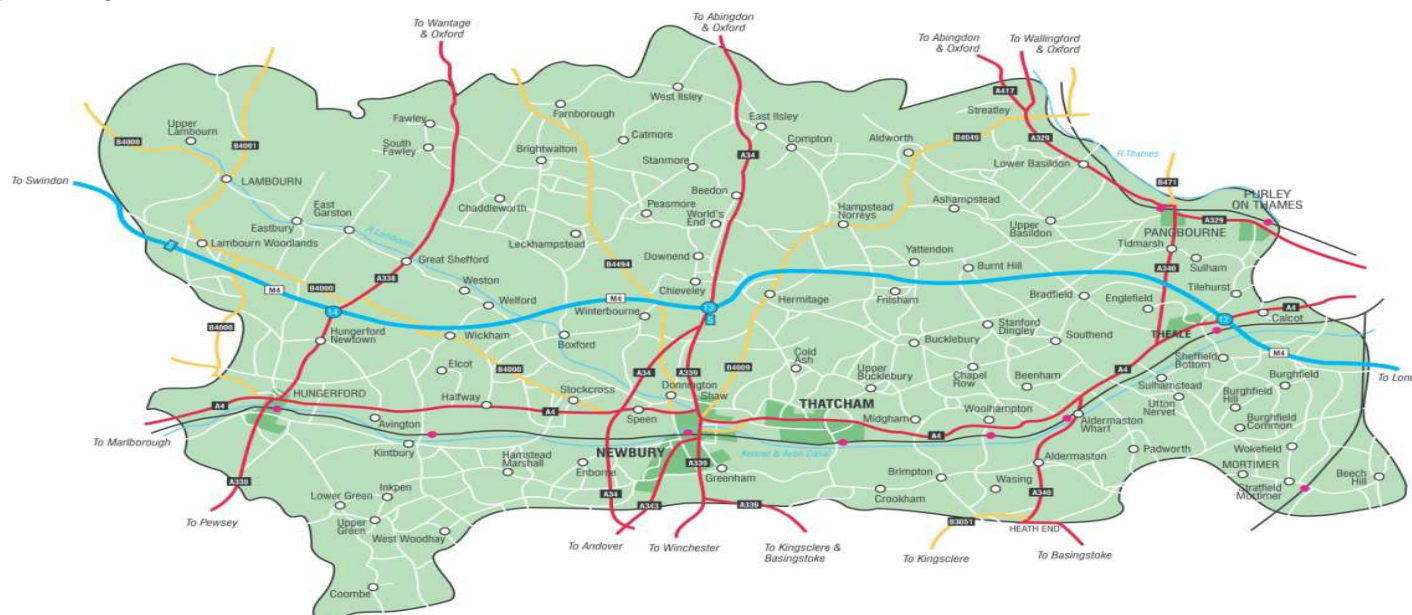 To Wantage
& Oxford
To Abingdon
& Oxford
To Abingdon
& Oxford
To Wallingford
& Oxford
A417
West Ilsley
Farnborough
Streatley
Fawley
East Ilsley
Upper
Lambourn
B4000
B4001
Catmore
Compton
Aldworth
B4049
A329
South
Fawley
Brightwalton
Stanmore
A34
R.Thames
Lower Basildon
To Swindon
LAMBOURN
Beedon
B471
PURLEY
ON THAMES
East
Garston
Chaddleworth
Peasmore
World's
End
Hampstead
Norreys
Ashampstead
Upper
Basildon
A329
Eastbury
R.Lambourn
PANGBOURNE
Lambourn Woodlands
Leckhampstead
Tidmarsh
Yattendon
Great Shefford
Downend
Burnt Hill
A340
Sulham
B4494
A338
M4
B4000
Weston
Chieveley
Tilehurst
Welford
M4
Hermitage
Frilsham
Bradfield
Englefield
A4
14
13
12
Winterbourne
Calcot
B4000
Hungerford
Newtown
Wickham
Boxford
Stanford
Dingley
Southend
THEALE
Bucklebury
M4
Cold
Ash
Sheffield
Bottom
Elcot
B4000
A34
A339
B4009
Upper
Bucklebury
Chapel
Row
Beenham
A4
Burghfield
To Lon
Stockcross
Donnington
Shaw
Sulhamstead
HUNGERFORD
Halfway
Ufton
Nervet
Burghfield
Hill
A4
A4
Speen
THATCHAM
Midgham
Woolhampton
Aldermaston
Wharf
Burghfield
Common
Avington
A4
To Marlborough
Kintbury
NEWBURY
Kennet & Avon Canal
Wokefield
Hamstead
Marshall
Enborne
A339
Greenham
Brimpton
Aldermaston
Padworth
MORTIMER
Beech
Hill
A338
Inkpen
Crookham
Wasing
Stratfield
Mortimer
Lower Green
A34
A343
A339
A340
To Pewsey
Upper
Green
B3051
HEATH END
West Woodhay
To Andover
To Winchester
To Kingsclere &
Basingstoke
To Kingsclere
To Basingstoke
Coombe